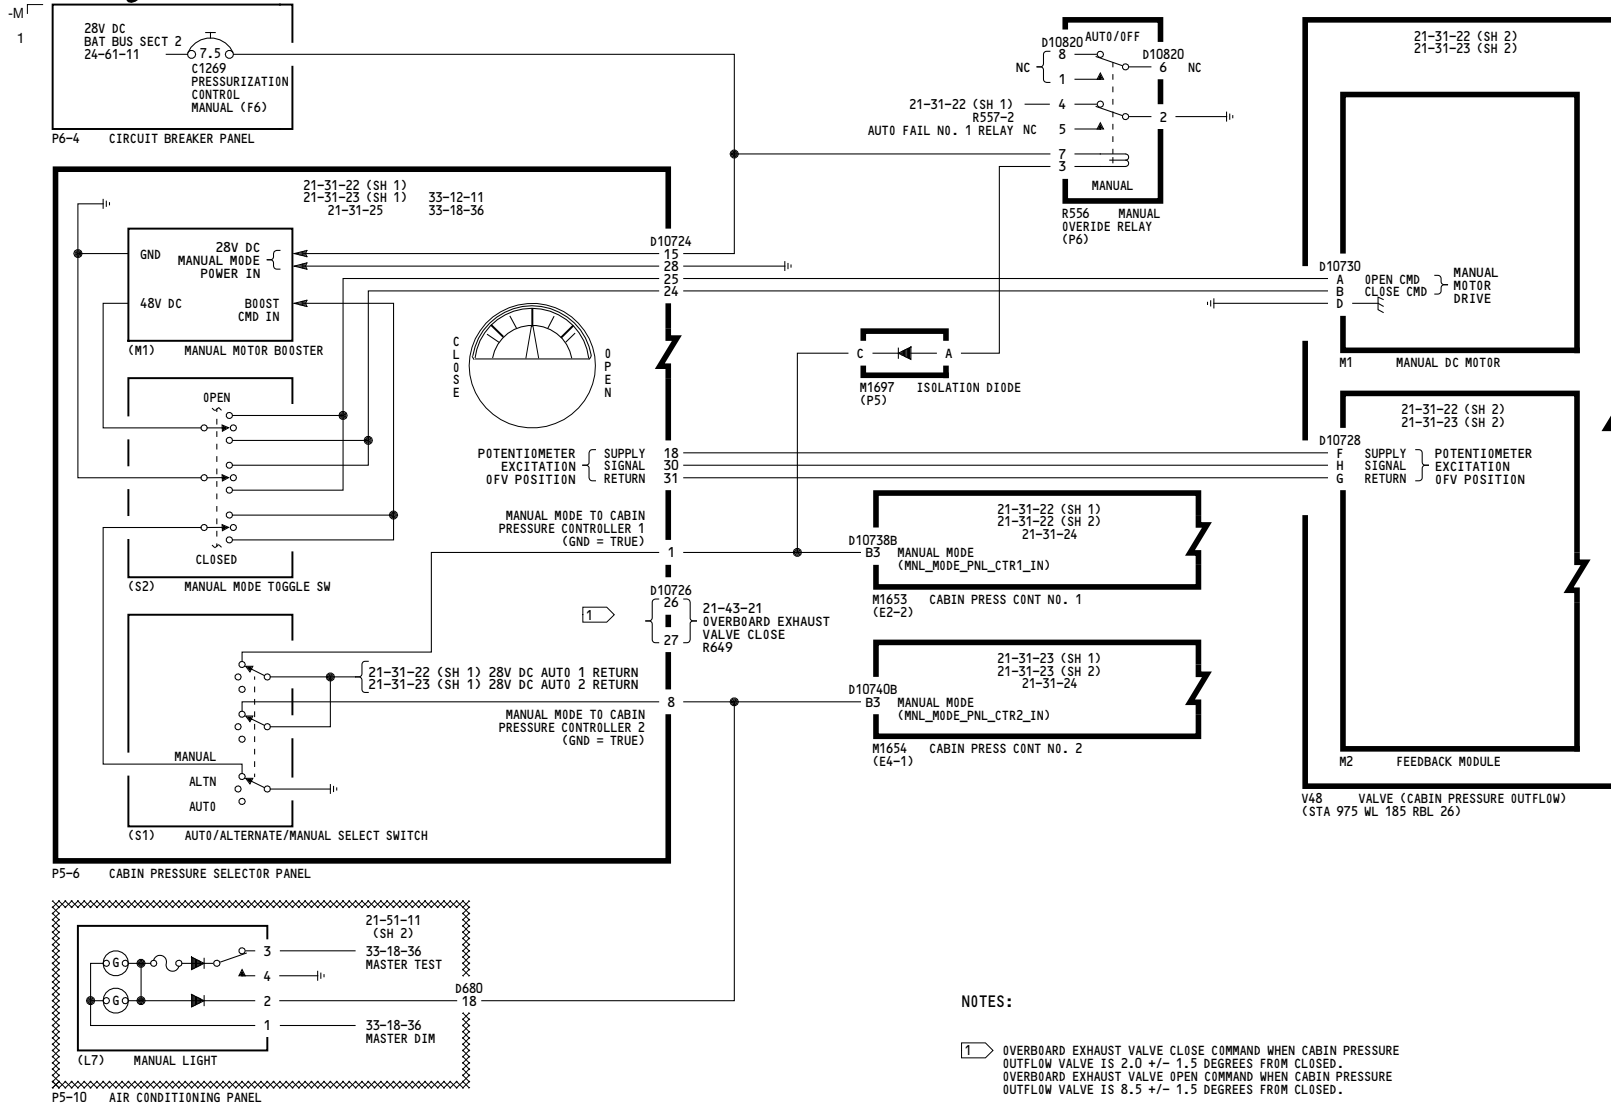 -M
1
28V DC
BAT BUS SECT 2
24-61-11
7.5
C1269
PRESSURIZATION
CONTROL
MANUAL (F6)
P6-4 CIRCUIT BREAKER PANEL
D10820
AUTO/OFF
D10820
8
NC
1
6 NC
21-31-22 (SH 1)
R557-2
AUTO FAIL NO. 1 RELAY NC
4
5
2
7
3
MANUAL
R556 MANUAL
OVERIDE RELAY
(P6)
21-31-22 (SH 2)
21-31-23 (SH 2)
21-31-22 (SH 1)
21-31-23 (SH 1) 33-12-11
21-31-25 33-18-36
GND
28V DC
MANUAL MODE
POWER IN
48V DC
BOOST
CMD IN
(M1) MANUAL MOTOR BOOSTER
D10724
15
28
25
24
CLOSE
OPEN
D10730
A OPEN CMD
B CLOSE CMD
D
MANUAL
MOTOR
DRIVE
M1 MANUAL DC MOTOR
C
A
M1697 ISOLATION DIODE
(P5)
OPEN
CLOSED
(S2) MANUAL MODE TOGGLE SW
POTENTIOMETER
EXCITATION
OFV POSITION
SUPPLY 18
SIGNAL 30
RETURN 31
21-31-22 (SH 2)
21-31-23 (SH 2)
D10728
F SUPPLY
H SIGNAL
G RETURN
POTENTIOMETER
EXCITATION
OFV POSITION
MANUAL MODE TO CABIN
PRESSURE CONTROLLER 1
(GND = TRUE)
1
21-31-22 (SH 1)
21-31-22 (SH 2)
21-31-24
D10738B
B3 MANUAL MODE
(MNL_MODE_PNL_CTR1_IN)
M1653 CABIN PRESS CONT NO. 1
(E2-2)
1
D10726
26
27
21-43-21
OVERBOARD EXHAUST
VALVE CLOSE
R649
21-31-22 (SH 1) 28V DC AUTO 1 RETURN
21-31-23 (SH 1) 28V DC AUTO 2 RETURN
8
MANUAL MODE TO CABIN
PRESSURE CONTROLLER 2
(GND = TRUE)
21-31-23 (SH 1)
21-31-23 (SH 2)
21-31-24
D10740B
B3 MANUAL MODE
(MNL_MODE_PNL_CTR2_IN)
M1654 CABIN PRESS CONT NO. 2
(E4-1)
MANUAL
ALTN
AUTO
(S1) AUTO/ALTERNATE/MANUAL SELECT SWITCH
P5-6 CABIN PRESSURE SELECTOR PANEL
M2 FEEDBACK MODULE
V48 VALVE (CABIN PRESSURE OUTFLOW)
(STA 975 WL 185 RBL 26)
21-51-11
(SH 2)
G
G
3
33-18-36
MASTER TEST
4
2
D680
18
1
33-18-36
MASTER DIM
(L7) MANUAL LIGHT
P5-10 AIR CONDITIONING PANEL
NOTES:
1 OVERBOARD EXHAUST VALVE CLOSE COMMAND WHEN CABIN PRESSURE
OUTFLOW VALVE IS 2.0 +/- 1.5 DEGREES FROM CLOSED.
OVERBOARD EXHAUST VALVE OPEN COMMAND WHEN CABIN PRESSURE
OUTFLOW VALVE IS 8.5 +/- 1.5 DEGREES FROM CLOSED.